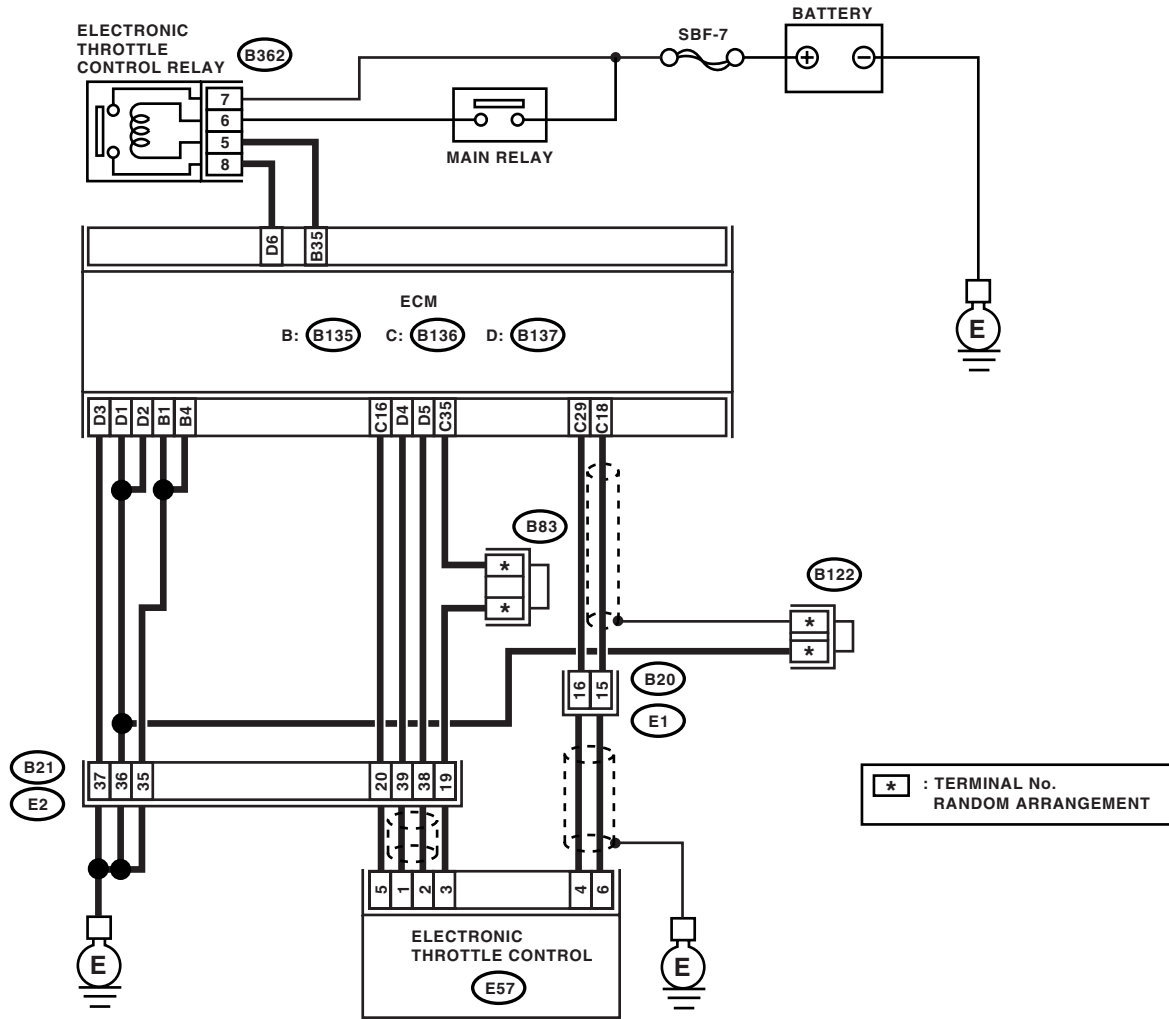 BATTERY
ELECTRONIC
THROTTLE
CONTROL RELAY
B362
SBF-7
7
6
5
8
MAIN RELAY
E
D6
B35
ECM
B: B135 C: B136 D: B137
D3 D1 D2 B1 B4 C16 D4 D5 C35 C29 C18
B83
*
*
B122
*
*
16 15
B20
E1
B21
E2
37 36 35 20 39 38 19
* : TERMINAL No.
RANDOM ARRANGEMENT
5 1 2 3 4 6
ELECTRONIC
THROTTLE CONTROL
E57
E
E